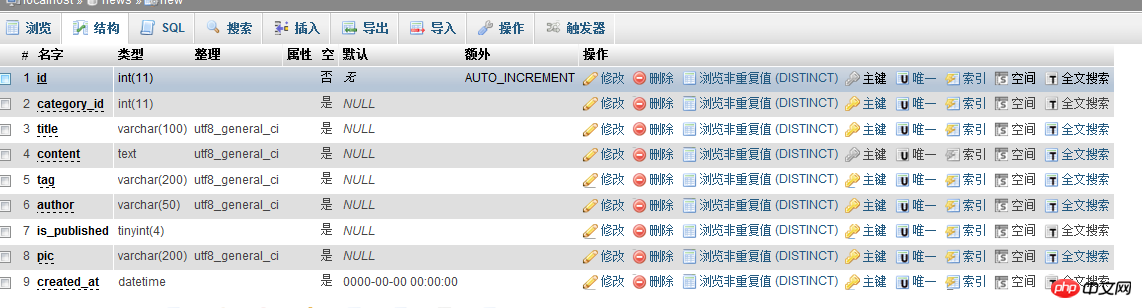 localhost » news » new
浏览 结构 SQL 搜索 插入 导出 导入 操作 触发器
# 名字 类型 整理 属性 空 默认 额外 操作
1 id int(11) 否 无 AUTO_INCREMENT 修改 删除 浏览非重复值 (DISTINCT) 主键 唯一 索引 空间 全文搜索
2 category_id int(11) 是 NULL 修改 删除 浏览非重复值 (DISTINCT) 主键 唯一 索引 空间 全文搜索
3 title varchar(100) utf8_general_ci 是 NULL 修改 删除 浏览非重复值 (DISTINCT) 主键 唯一 索引 空间 全文搜索
4 content text utf8_general_ci 是 NULL 修改 删除 浏览非重复值 (DISTINCT) 主键 唯一 索引 空间 全文搜索
5 tag varchar(200) utf8_general_ci 是 NULL 修改 删除 浏览非重复值 (DISTINCT) 主键 唯一 索引 空间 全文搜索
6 author varchar(50) utf8_general_ci 是 NULL 修改 删除 浏览非重复值 (DISTINCT) 主键 唯一 索引 空间 全文搜索
7 is_published tinyint(4) 是 NULL 修改 删除 浏览非重复值 (DISTINCT) 主键 唯一 索引 空间 全文搜索
8 pic varchar(200) utf8_general_ci 是 NULL 修改 删除 浏览非重复值 (DISTINCT) 主键 唯一 索引 空间 全文搜索
9 created_at datetime 是 0000-00-00 00:00:00 修改 删除 浏览非重复值 (DISTINCT) 主键 唯一 索引 空间 全文搜索
php 中文网